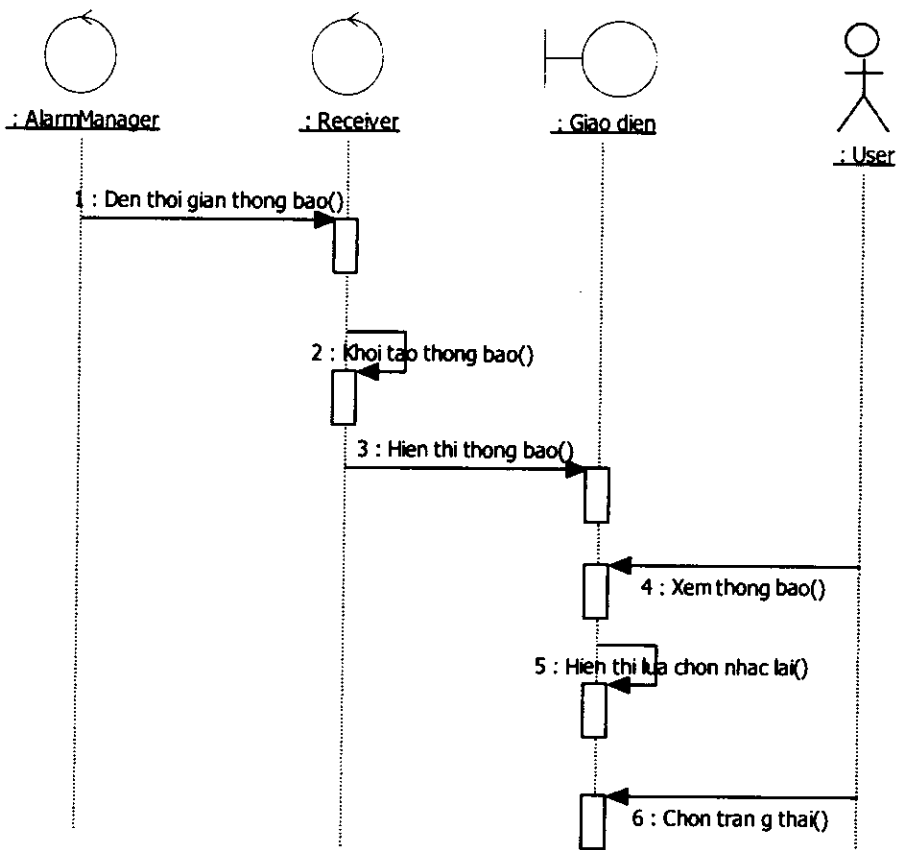 : AlarmManager
: Receiver
: Giao dien
: User
1 : Den thoi gian thong bao()
2 : Khoi tao thong bao()
3 : Hien thi thong bao()
4 : Xem thong bao()
5 : Hien thi lua chon nhac lai()
6 : Chon tran g thai()